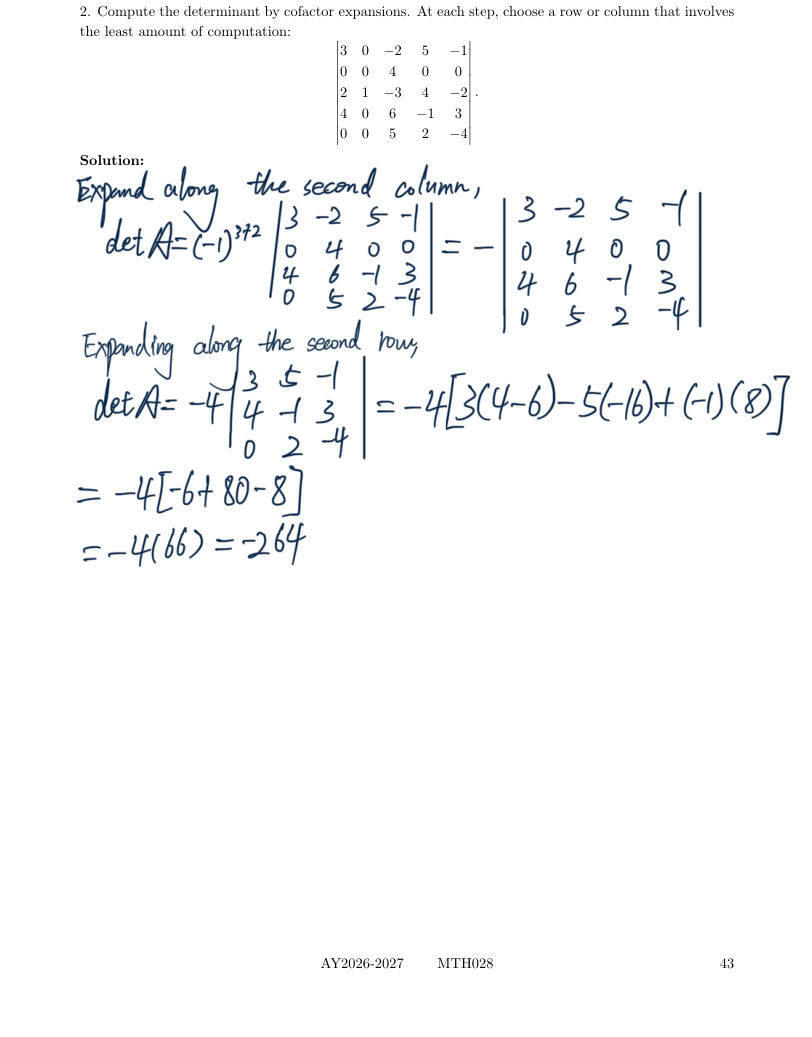 2. Compute the determinant by cofactor expansions. At each step, choose a row or column that involves
the least amount of computation:
|3 0 −2 5 −1|
|0 0 4 0 0|
|2 1 −3 4 −2| .
|4 0 6 −1 3|
|0 0 5 2 −4|
Solution:
Expand along the second column,
det A = (-1)^{3+2} |3 -2 5 -1; 0 4 0 0; 4 6 -1 3; 0 5 2 -4| = - |3 -2 5 -1; 0 4 0 0; 4 6 -1 3; 0 5 2 -4|
Expanding along the second row,
det A = -4 |3 5 -1; 4 -1 3; 0 2 -4| = -4[3(4-6)-5(-16)+(-1)(8)]
= -4[-6+80-8]
= -4(66) = -264
AY2026-2027 MTH028 43